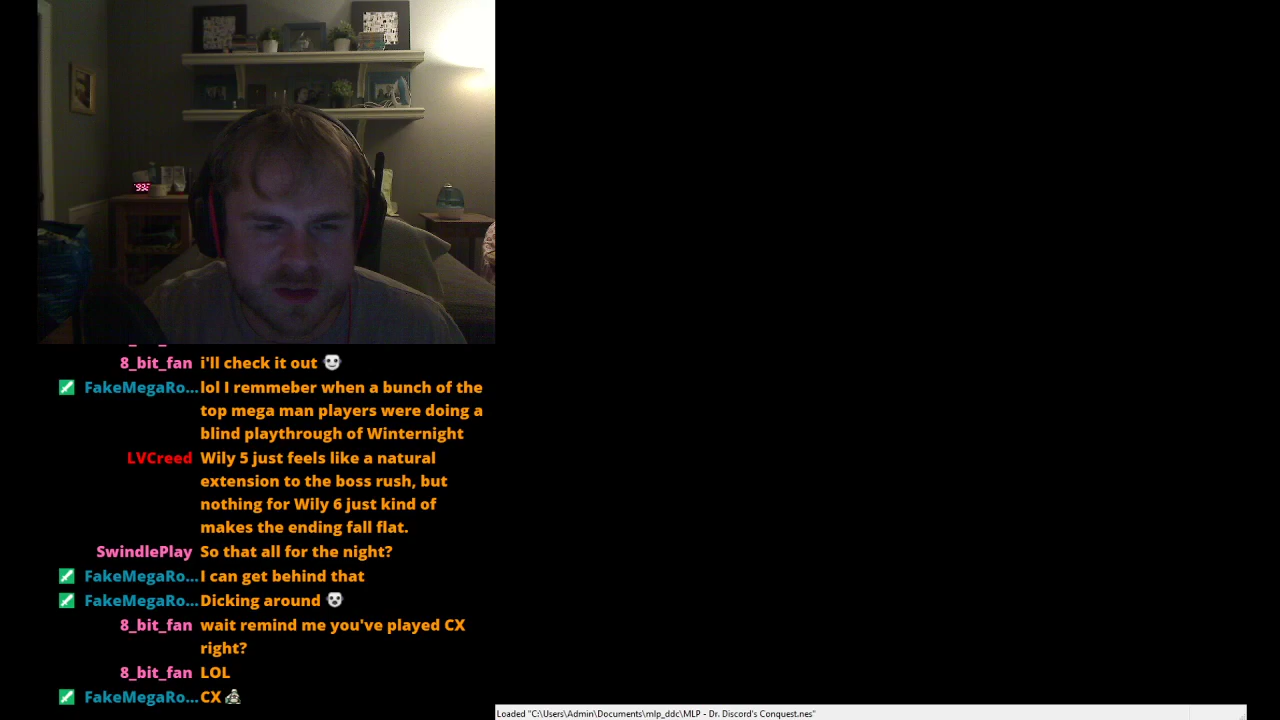 8_bit_fan i'll check it out
FakeMegaRo... lol I remmeber when a bunch of the
top mega man players were doing a
blind playthrough of Winternight
LVCreed Wily 5 just feels like a natural
extension to the boss rush, but
nothing for Wily 6 just kind of
makes the ending fall flat.
SwindlePlay So that all for the night?
FakeMegaRo... I can get behind that
FakeMegaRo... Dicking around
8_bit_fan wait remind me you've played CX
right?
8_bit_fan LOL
FakeMegaRo... CX
Loaded "C:\Users\Admin\Documents\mlp_ddc\MLP - Dr. Discord's Conquest.nes"